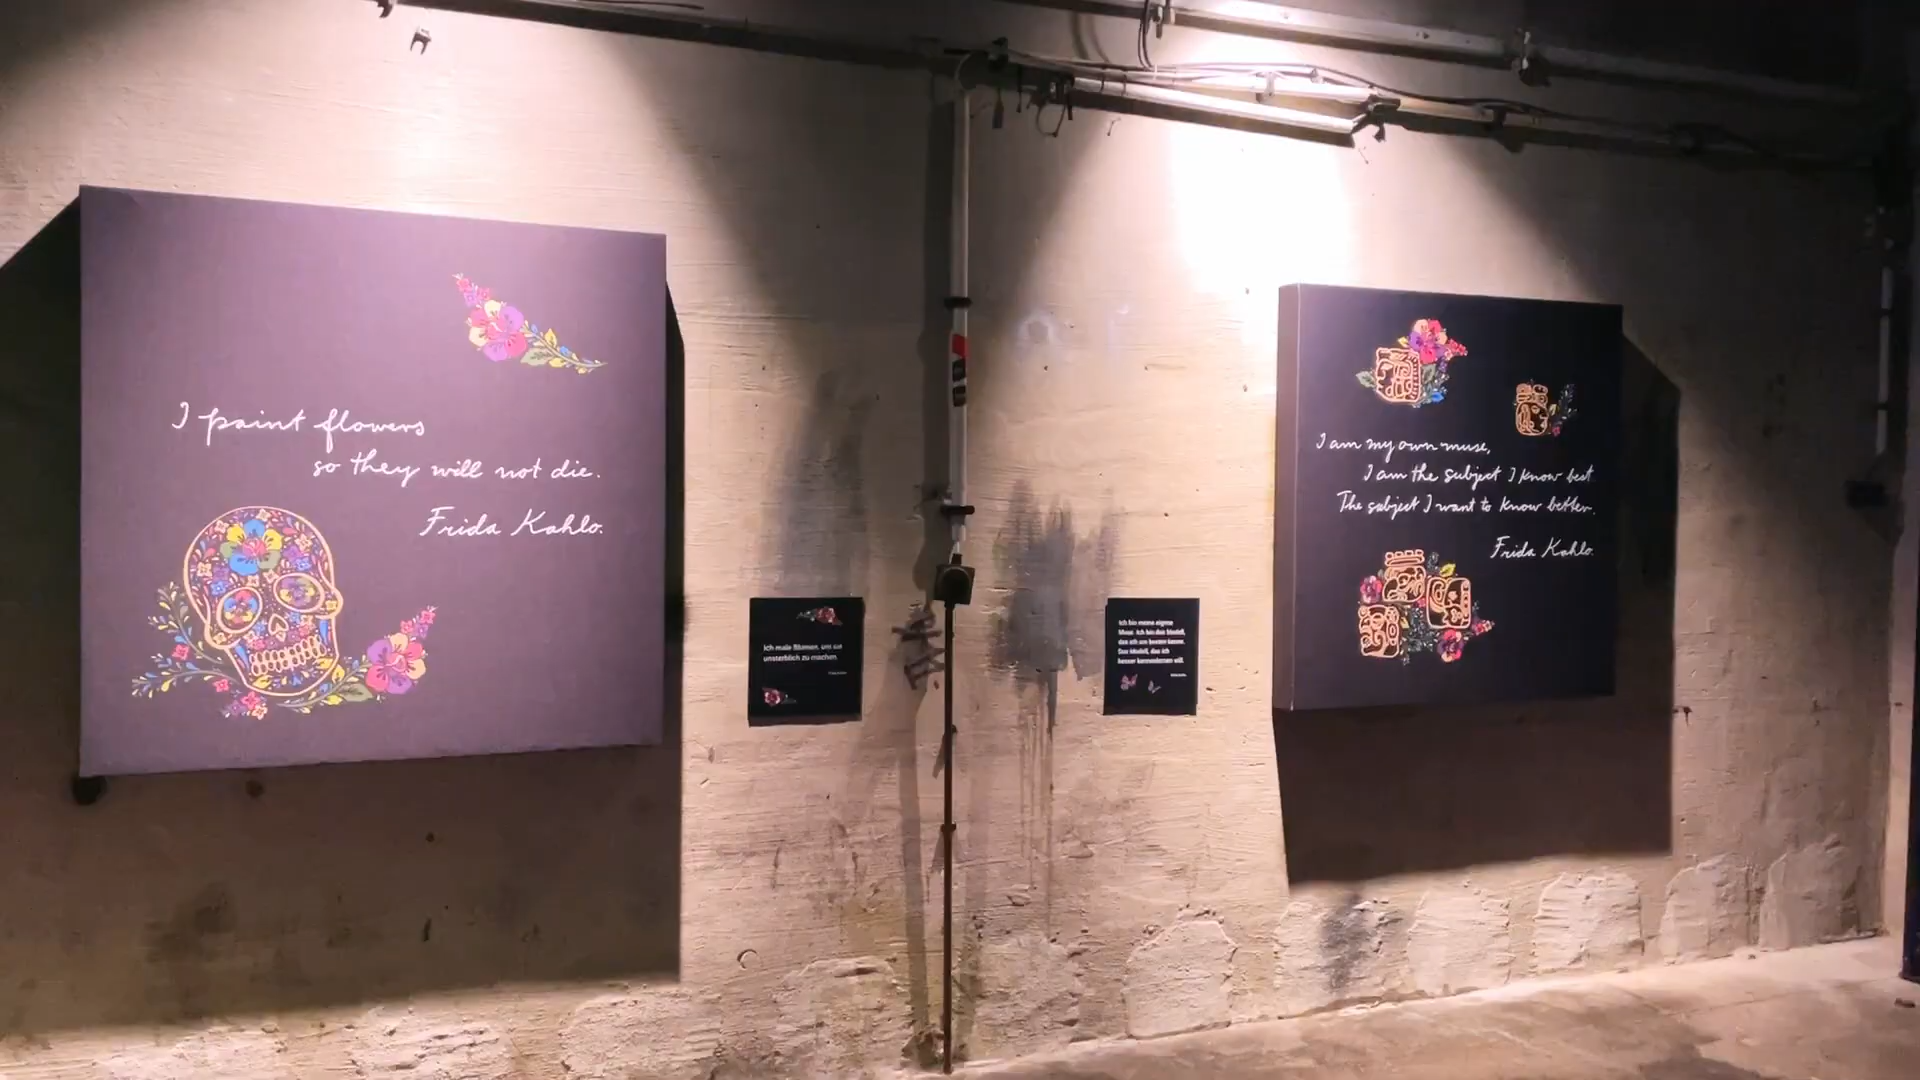 I paint flowers
so they will not die.
Frida Kahlo.
Ich male Blumen, um sie
unsterblich zu machen
Ich bin meine eigene
Muse. Ich bin das Modell,
das ich am besten kenne.
Das Modell, das ich
besser kennenlernen will.
I am my own muse,
I am the subject I know best.
The subject I want to know better.
Frida Kahlo.